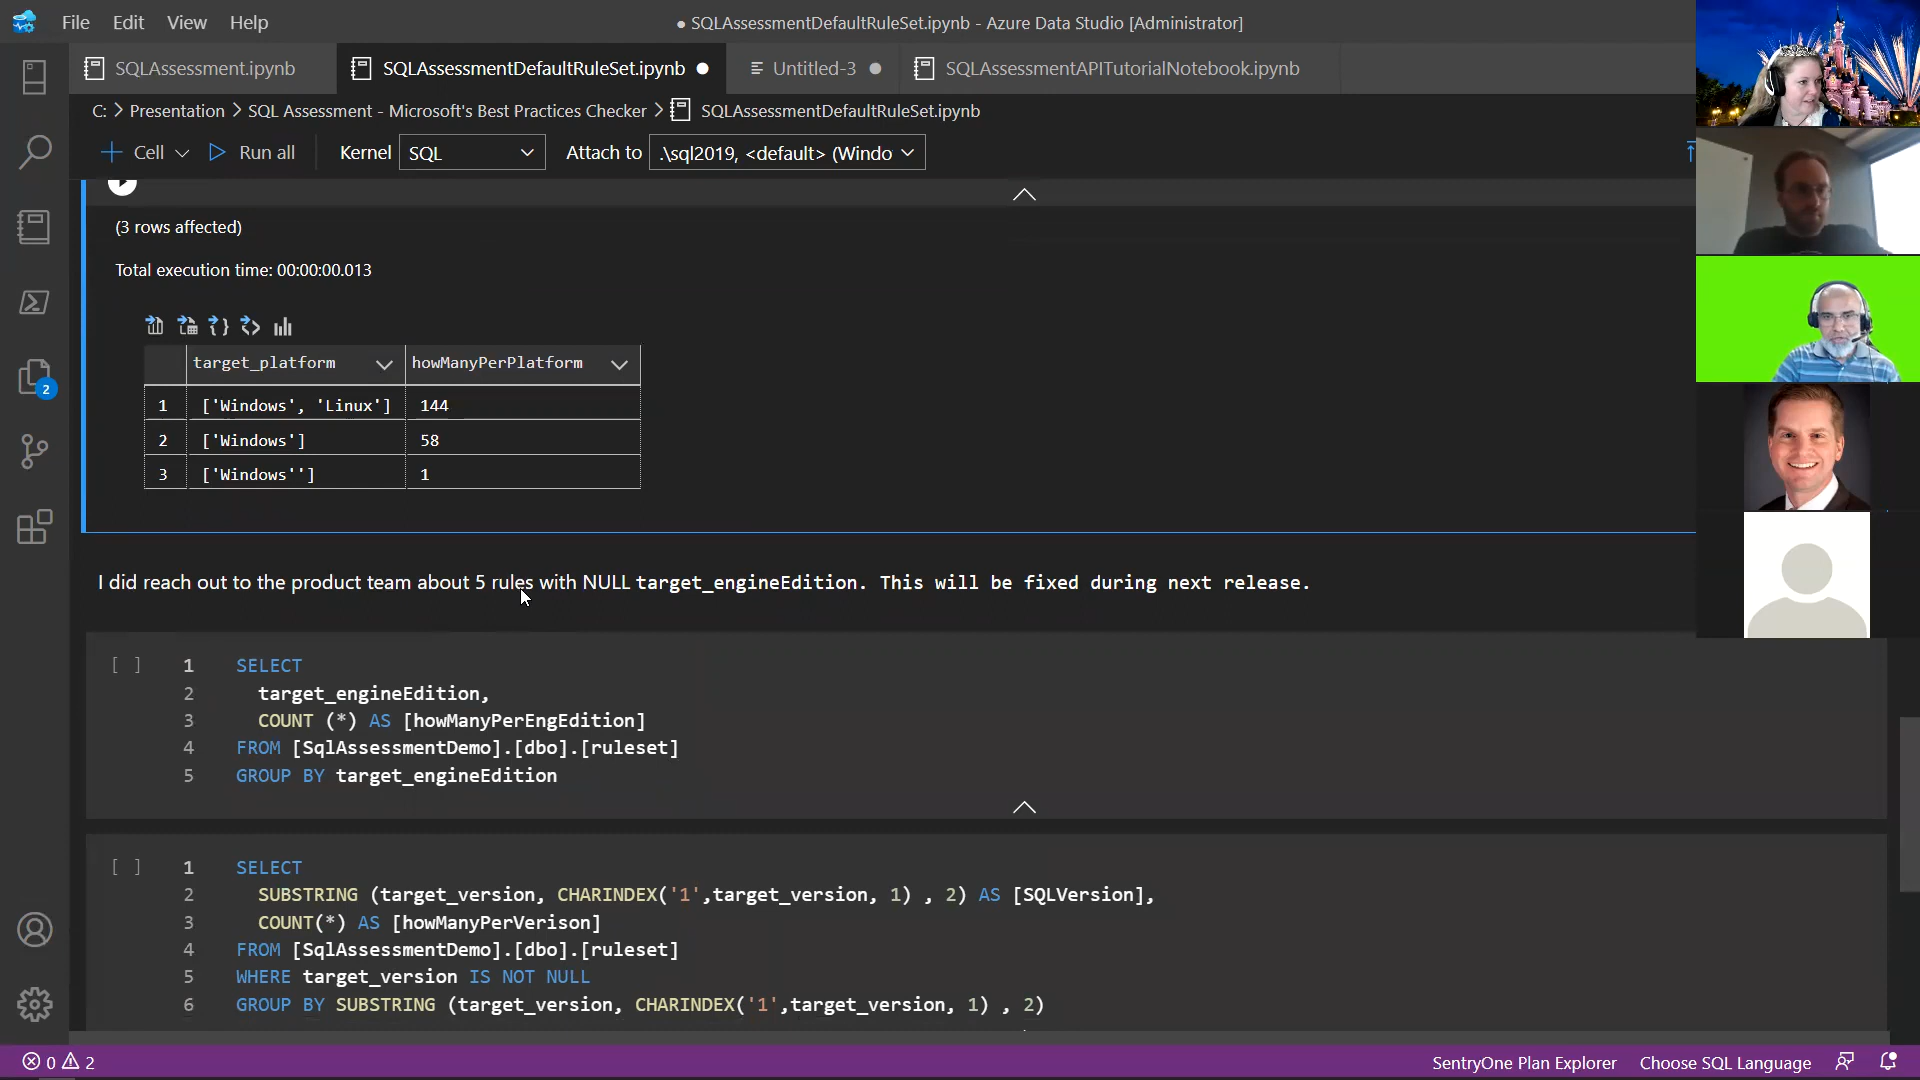 File Edit View Help
● SQLAssessmentDefaultRuleSet.ipynb - Azure Data Studio [Administrator]
SQLAssessment.ipynb
SQLAssessmentDefaultRuleSet.ipynb ●
Untitled-3 ●
SQLAssessmentAPITutorialNotebook.ipynb
C: > Presentation > SQL Assessment - Microsoft's Best Practices Checker > SQLAssessmentDefaultRuleSet.ipynb
+ Cell Run all Kernel SQL Attach to .\sql2019, <default> (Windo
(3 rows affected)
Total execution time: 00:00:00.013
target_platform howManyPerPlatform
1 ['Windows', 'Linux'] 144
2 ['Windows'] 58
3 ['Windows''] 1
I did reach out to the product team about 5 rules with NULL target_engineEdition. This will be fixed during next release.
[ ] 1 SELECT
2 target_engineEdition,
3 COUNT (*) AS [howManyPerEngEdition]
4 FROM [SqlAssessmentDemo].[dbo].[ruleset]
5 GROUP BY target_engineEdition
[ ] 1 SELECT
2 SUBSTRING (target_version, CHARINDEX('1',target_version, 1) , 2) AS [SQLVersion],
3 COUNT(*) AS [howManyPerVerison]
4 FROM [SqlAssessmentDemo].[dbo].[ruleset]
5 WHERE target_version IS NOT NULL
6 GROUP BY SUBSTRING (target_version, CHARINDEX('1',target_version, 1) , 2)
2
0 2
SentryOne Plan Explorer Choose SQL Language